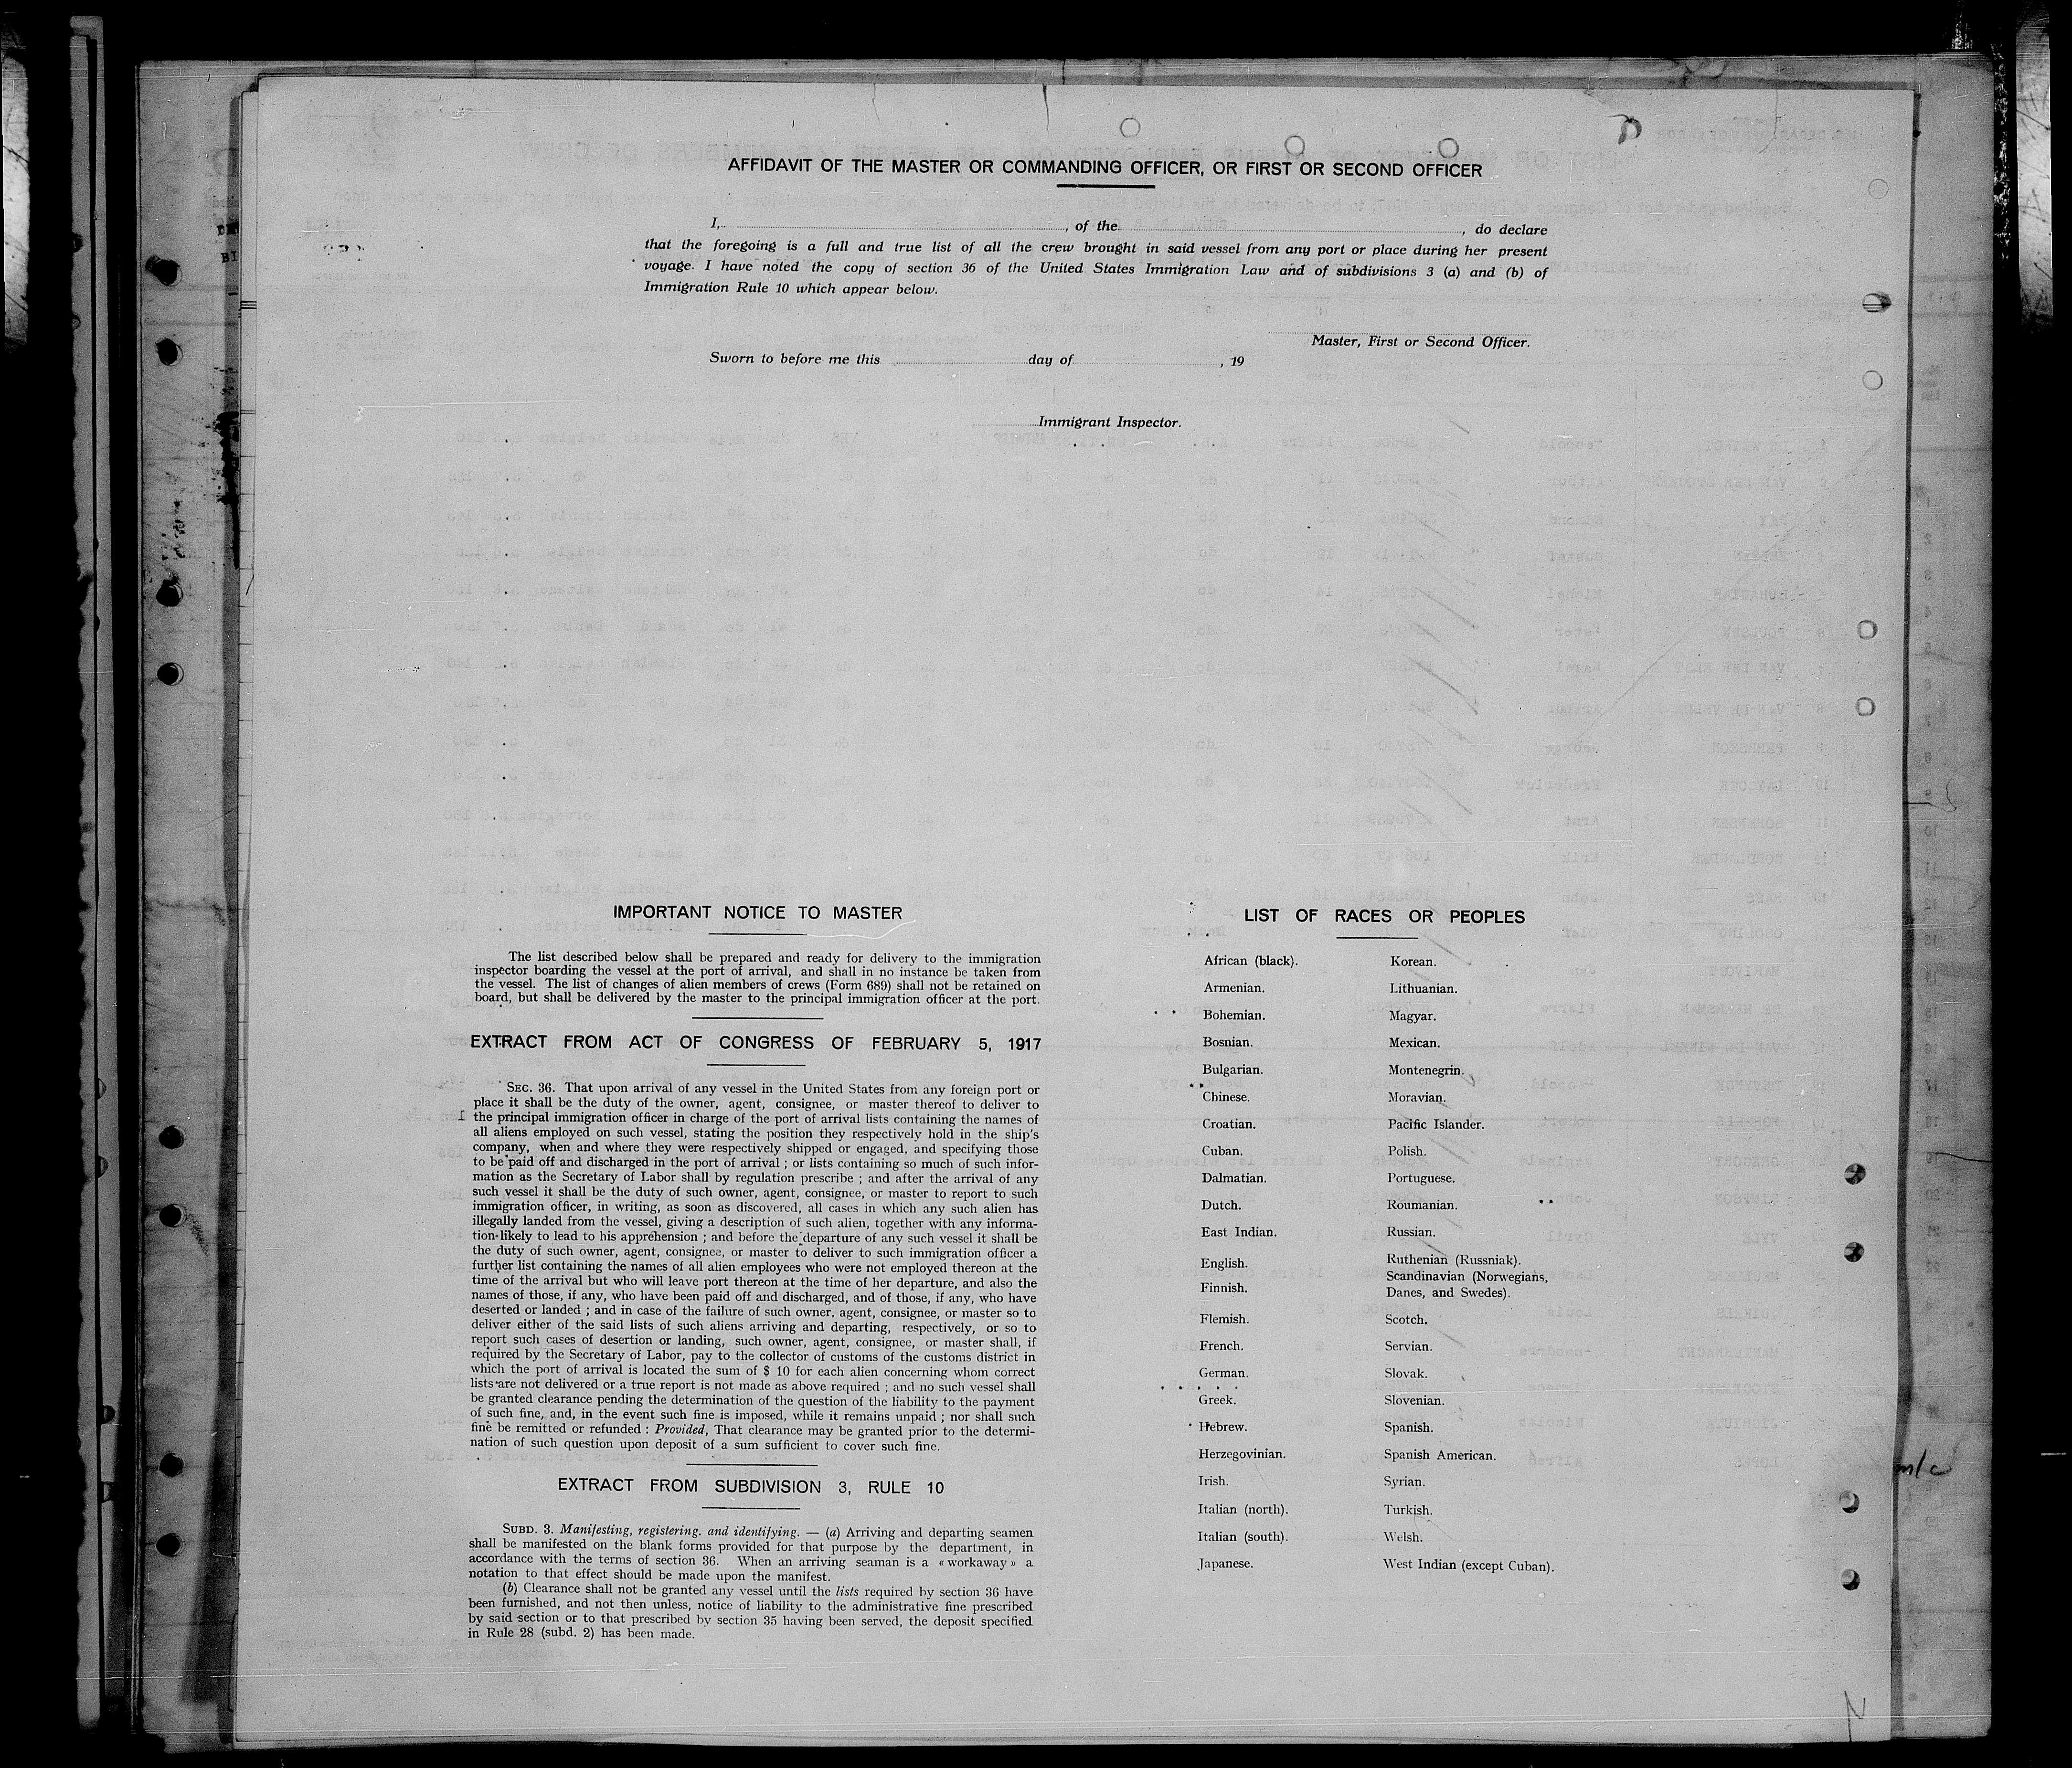 AFFIDAVIT OF THE MASTER OR COMMANDING OFFICER, OR FIRST OR SECOND OFFICER
I, , of the , do declare
that the foregoing is a full and true list of all the crew brought in said vessel from any port or place during her present
voyage. I have noted the copy of section 36 of the United States Immigration Law and of subdivisions 3 (a) and (b) of
Immigration Rule 10 which appear below.
Master, First or Second Officer.
Sworn to before me this day of , 19
Immigrant Inspector.
IMPORTANT NOTICE TO MASTER
The list described below shall be prepared and ready for delivery to the immigration
inspector boarding the vessel at the port of arrival, and shall in no instance be taken from
the vessel. The list of changes of alien members of crews (Form 689) shall not be retained on
board, but shall be delivered by the master to the principal immigration officer at the port.
EXTRACT FROM ACT OF CONGRESS OF FEBRUARY 5, 1917
SEC. 36. That upon arrival of any vessel in the United States from any foreign port or
place it shall be the duty of the owner, agent, consignee, or master thereof to deliver to
the principal immigration officer in charge of the port of arrival lists containing the names of
all aliens employed on such vessel, stating the position they respectively hold in the ship's
company, when and where they were respectively shipped or engaged, and specifying those
to be paid off and discharged in the port of arrival ; or lists containing so much of such infor-
mation as the Secretary of Labor shall by regulation prescribe ; and after the arrival of any
such vessel it shall be the duty of such owner, agent, consignee, or master to report to such
immigration officer, in writing, as soon as discovered, all cases in which any such alien has
illegally landed from the vessel, giving a description of such alien, together with any informa-
tion likely to lead to his apprehension ; and before the departure of any such vessel it shall be
the duty of such owner, agent, consignee, or master to deliver to such immigration officer a
further list containing the names of all alien employees who were not employed thereon at the
time of the arrival but who will leave port thereon at the time of her departure, and also the
names of those, if any, who have been paid off and discharged, and of those, if any, who have
deserted or landed ; and in case of the failure of such owner, agent, consignee, or master so to
deliver either of the said lists of such aliens arriving and departing, respectively, or so to
report such cases of desertion or landing, such owner, agent, consignee, or master shall, if
required by the Secretary of Labor, pay to the collector of customs of the customs district in
which the port of arrival is located the sum of $ 10 for each alien concerning whom correct
lists are not delivered or a true report is not made as above required ; and no such vessel shall
be granted clearance pending the determination of the question of the liability to the payment
of such fine, and, in the event such fine is imposed, while it remains unpaid ; nor shall such
fine be remitted or refunded : Provided, That clearance may be granted prior to the determi-
nation of such question upon deposit of a sum sufficient to cover such fine.
EXTRACT FROM SUBDIVISION 3, RULE 10
SUBD. 3. Manifesting, registering, and identifying. — (a) Arriving and departing seamen
shall be manifested on the blank forms provided for that purpose by the department, in
accordance with the terms of section 36. When an arriving seaman is a « workaway » a
notation to that effect should be made upon the manifest.
(b) Clearance shall not be granted any vessel until the lists required by section 36 have
been furnished, and not then unless, notice of liability to the administrative fine prescribed
by said section or to that prescribed by section 35 having been served, the deposit specified
in Rule 28 (subd. 2) has been made.
LIST OF RACES OR PEOPLES
African (black).
Armenian.
Bohemian.
Bosnian.
Bulgarian.
Chinese.
Croatian.
Cuban.
Dalmatian.
Dutch.
East Indian.
English.
Finnish.
Flemish.
French.
German.
Greek.
Hebrew.
Herzegovinian.
Irish.
Italian (north).
Italian (south).
Japanese.
Korean.
Lithuanian.
Magyar.
Mexican.
Montenegrin.
Moravian.
Pacific Islander.
Polish.
Portuguese.
Roumanian.
Russian.
Ruthenian (Russniak).
Scandinavian (Norwegians,
Danes, and Swedes).
Scotch.
Servian.
Slovak.
Slovenian.
Spanish.
Spanish American.
Syrian.
Turkish.
Welsh.
West Indian (except Cuban).